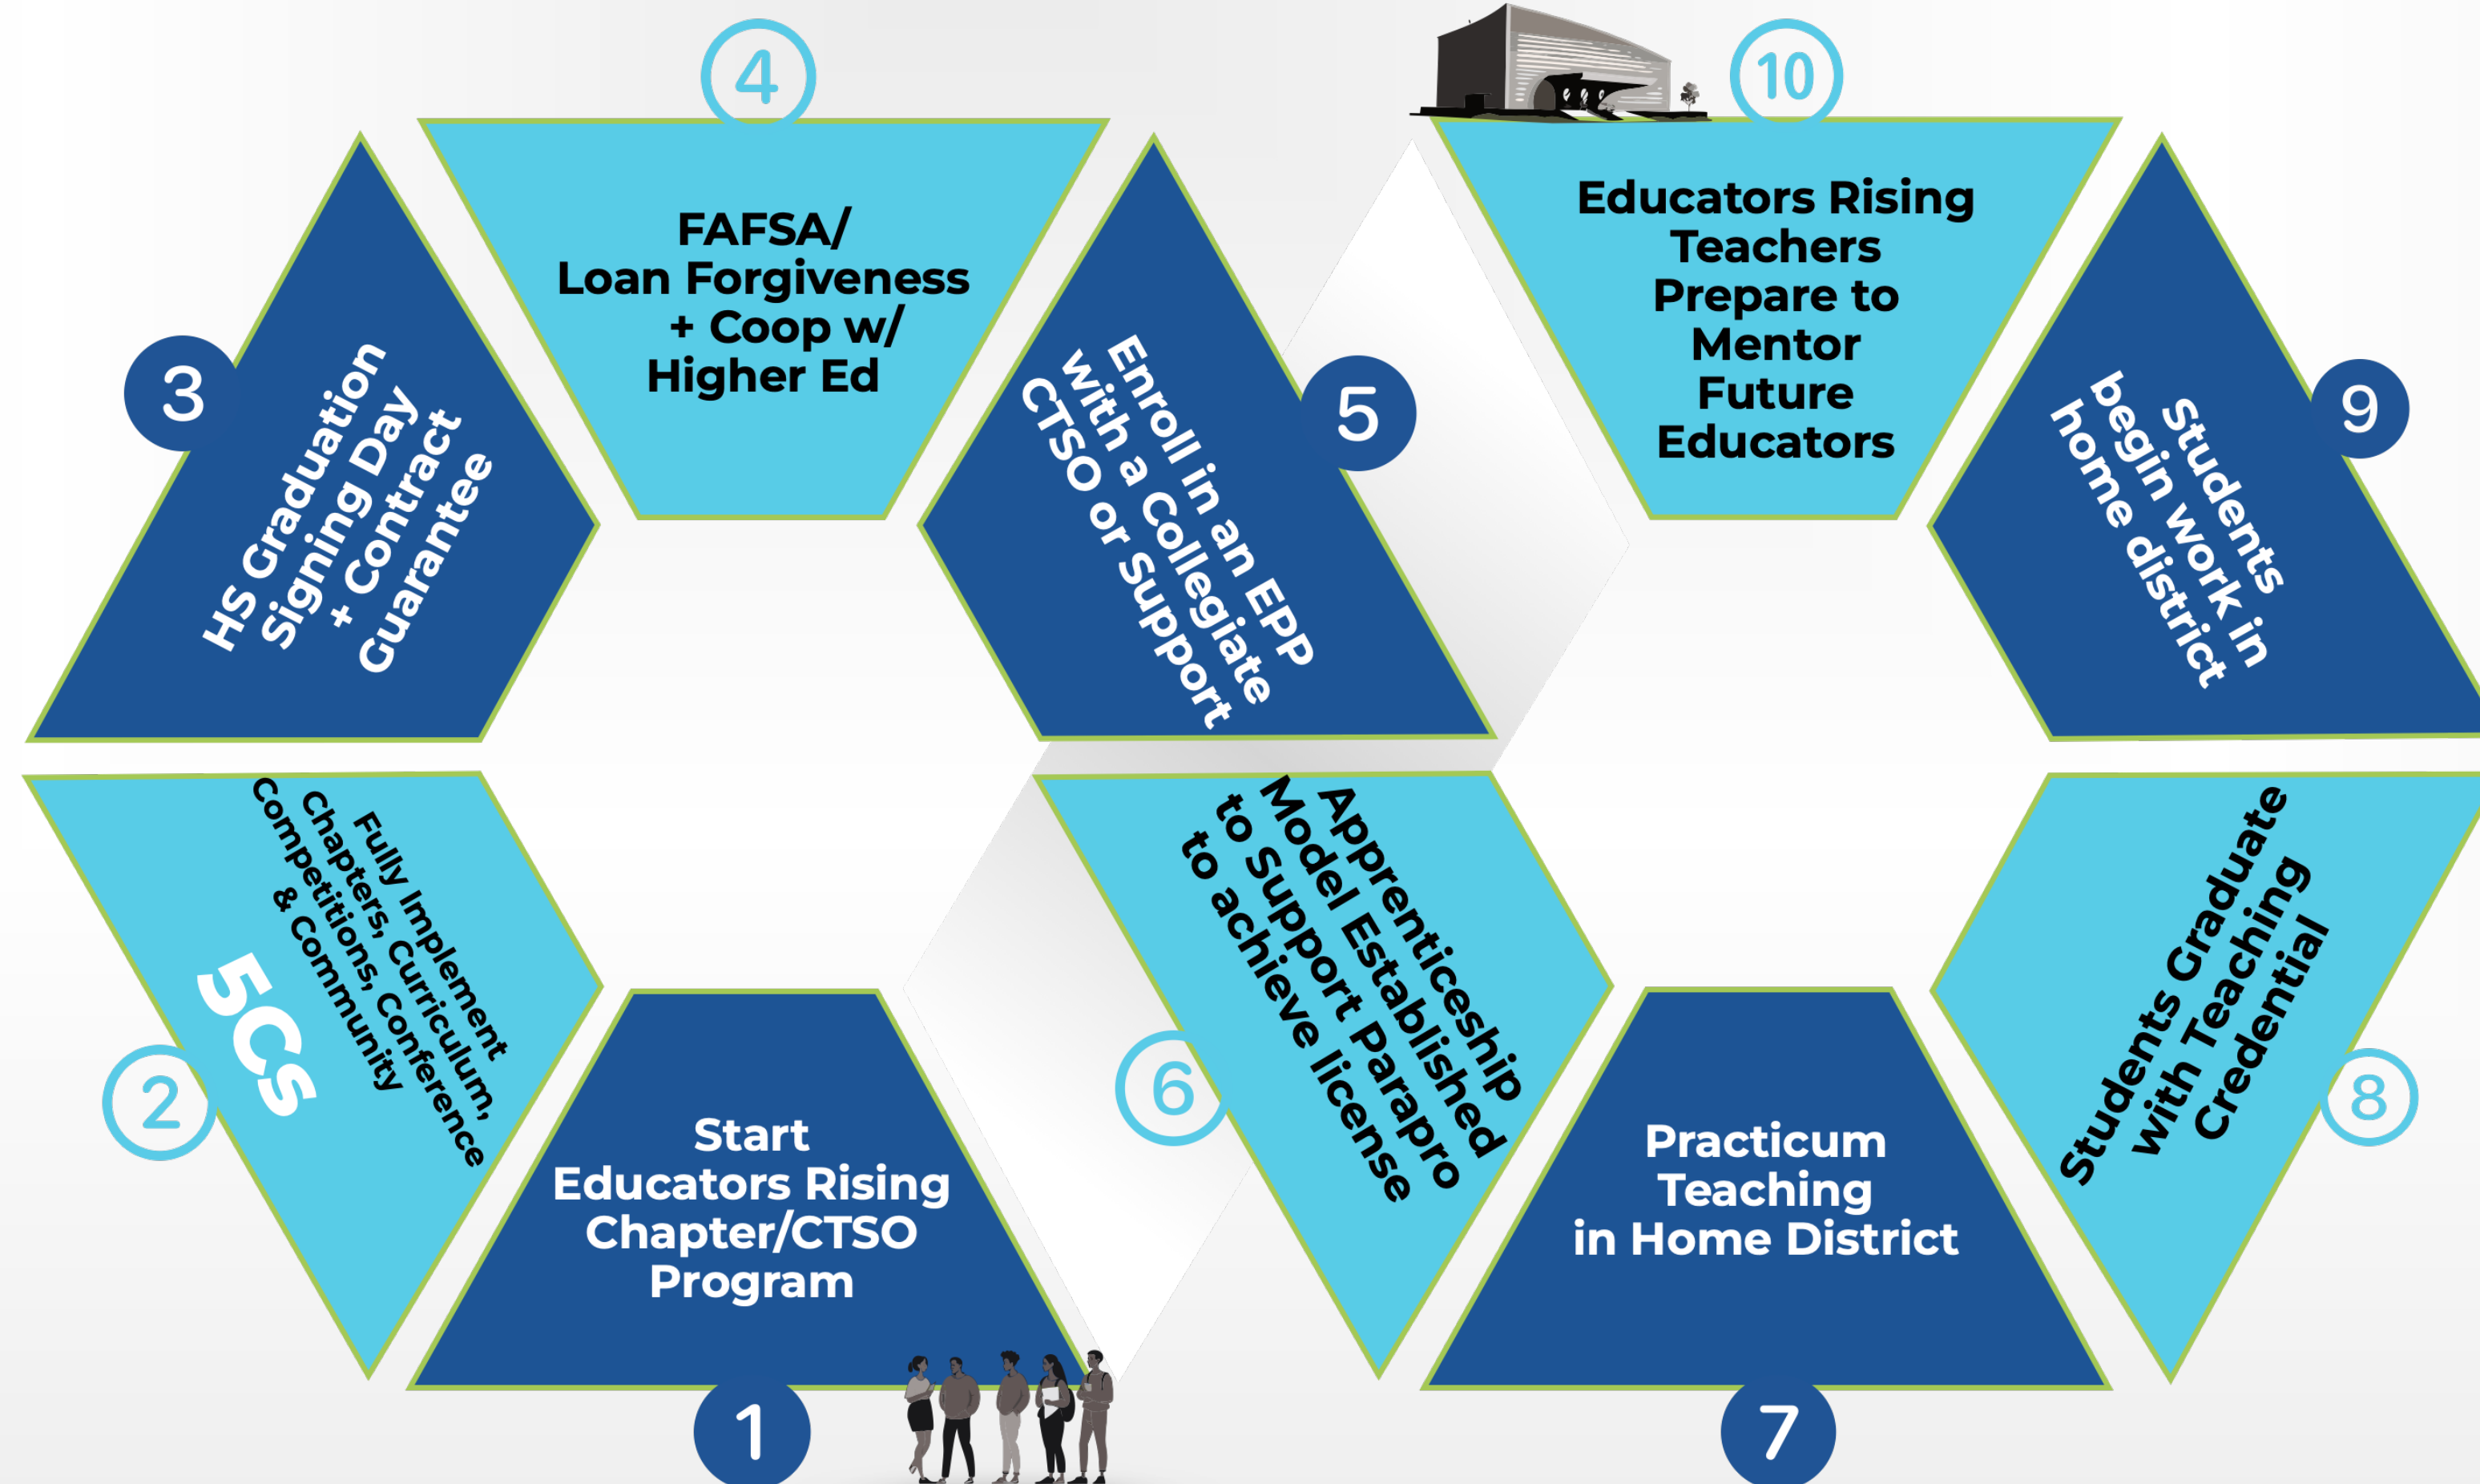 1
Start
Educators Rising
Chapter/CTSO
Program
2
Fully Implement
Chapters, Curriculum,
Competitions, Conference
& Community
5Cs
3
HS Graduation
Signing Day
+ Contract
Guarantee
4
FAFSA/
Loan Forgiveness
+ Coop w/
Higher Ed
5
Enroll in an EPP
with a Collegiate
CTSO or Support
6
Apprenticeship
Model Established
to Support Parapro
to achieve license
7
Practicum
Teaching
in Home District
8
Students Graduate
with Teaching
Credential
9
Students
begin work in
home district
10
Educators Rising
Teachers
Prepare to
Mentor
Future
Educators